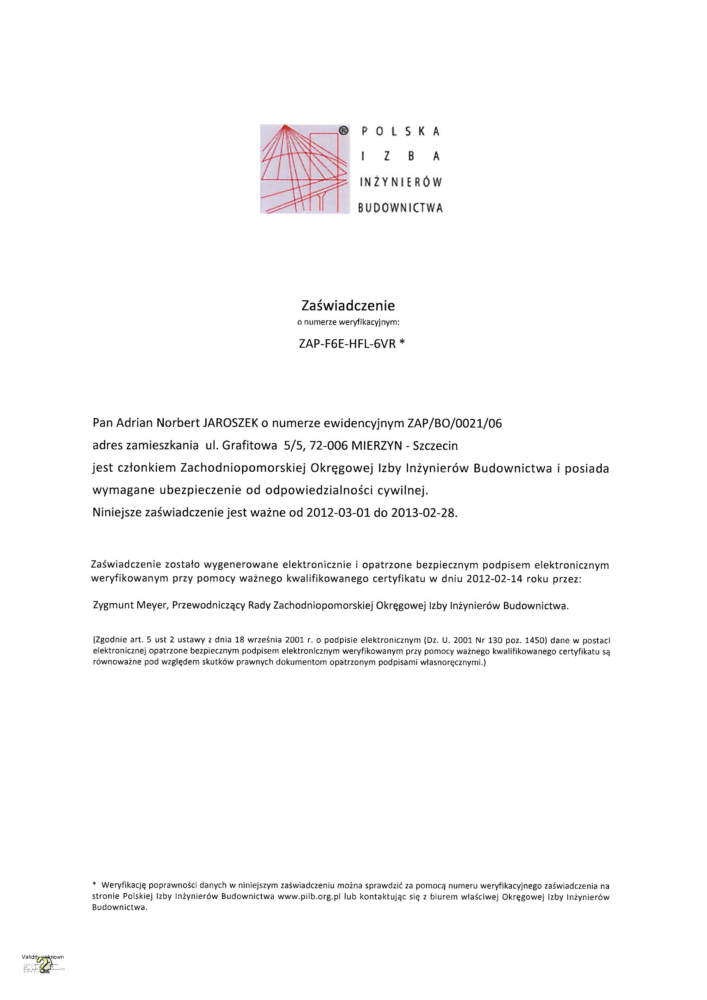 ®
POLSKA
IZBA
INŻYNIERÓW
BUDOWNICTWA
Zaświadczenie
o numerze weryfikacyjnym:
ZAP-F6E-HFL-6VR *
Pan Adrian Norbert JAROSZEK o numerze ewidencyjnym ZAP/BO/0021/06
adres zamieszkania ul. Grafitowa 5/5, 72-006 MIERZYN - Szczecin
jest członkiem Zachodniopomorskiej Okręgowej Izby Inżynierów Budownictwa i posiada
wymagane ubezpieczenie od odpowiedzialności cywilnej.
Niniejsze zaświadczenie jest ważne od 2012-03-01 do 2013-02-28.
Zaświadczenie zostało wygenerowane elektronicznie i opatrzone bezpiecznym podpisem elektronicznym
weryfikowanym przy pomocy ważnego kwalifikowanego certyfikatu w dniu 2012-02-14 roku przez:
Zygmunt Meyer, Przewodniczący Rady Zachodniopomorskiej Okręgowej Izby Inżynierów Budownictwa.
(Zgodnie art. 5 ust 2 ustawy z dnia 18 września 2001 r. o podpisie elektronicznym (Dz. U. 2001 Nr 130 poz. 1450) dane w postaci
elektronicznej opatrzone bezpiecznym podpisem elektronicznym weryfikowanym przy pomocy ważnego kwalifikowanego certyfikatu są
równoważne pod względem skutków prawnych dokumentom opatrzonym podpisami własnoręcznymi.)
* Weryfikację poprawności danych w niniejszym zaświadczeniu można sprawdzić za pomocą numeru weryfikacyjnego zaświadczenia na
stronie Polskiej Izby Inżynierów Budownictwa www.piib.org.pl lub kontaktując się z biurem właściwej Okręgowej Izby Inżynierów
Budownictwa.
Validity unknown